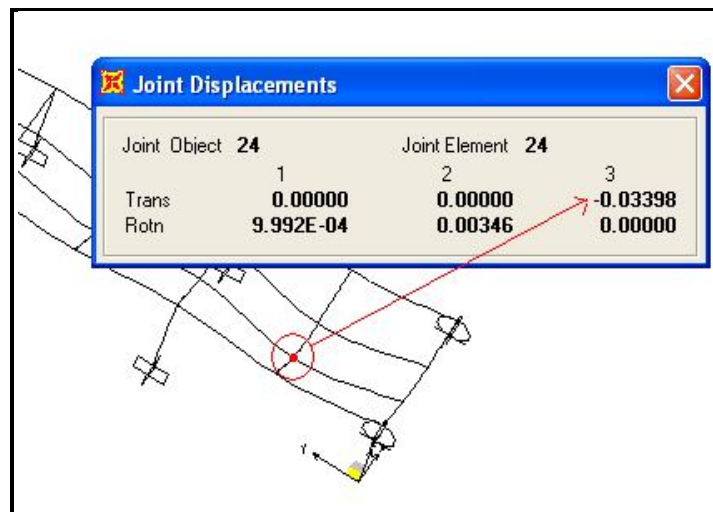 Joint Displacements
Joint Object 24 Joint Element 24
1 2 3
Trans 0.00000 0.00000 -0.03398
Rotn 9.992E-04 0.00346 0.00000
Y